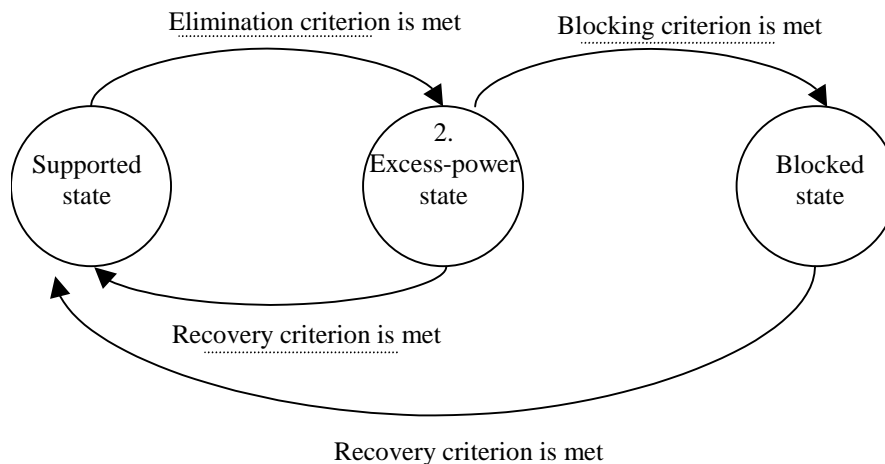 Elimination criterion is met
Blocking criterion is met
Supported
state
2.
Excess-power
state
Blocked
state
Recovery criterion is met
Recovery criterion is met